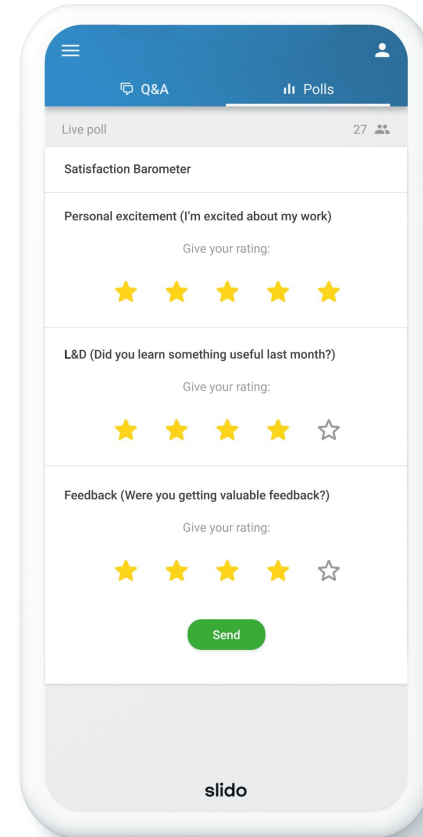 Q&A
Polls
Live poll
27
Satisfaction Barometer
Personal excitement (I'm excited about my work)
Give your rating:
L&D (Did you learn something useful last month?)
Give your rating:
Feedback (Were you getting valuable feedback?)
Give your rating:
Send
slido